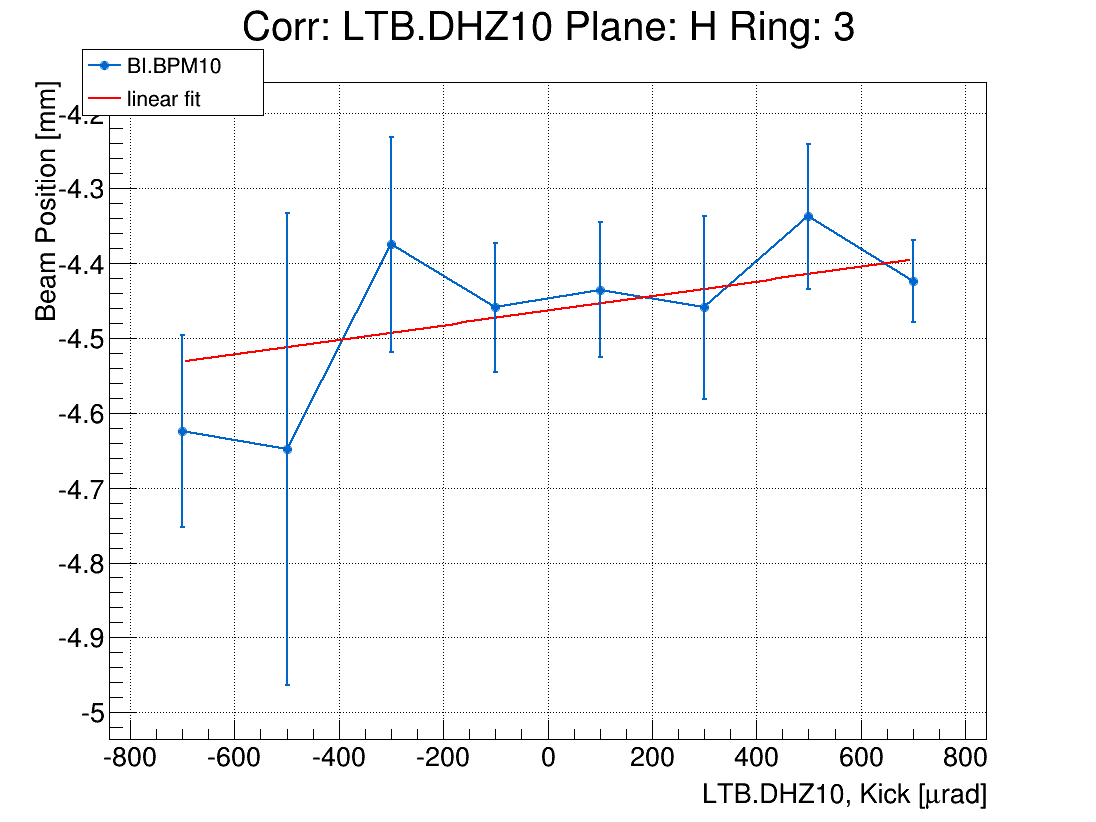 Corr: LTB.DHZ10 Plane: H Ring: 3
BI.BPM10
linear fit
Beam Position [mm]
-4.2
-4.3
-4.4
-4.5
-4.6
-4.7
-4.8
-4.9
-5
-800 -600 -400 -200 0 200 400 600 800
LTB.DHZ10, Kick [μrad]